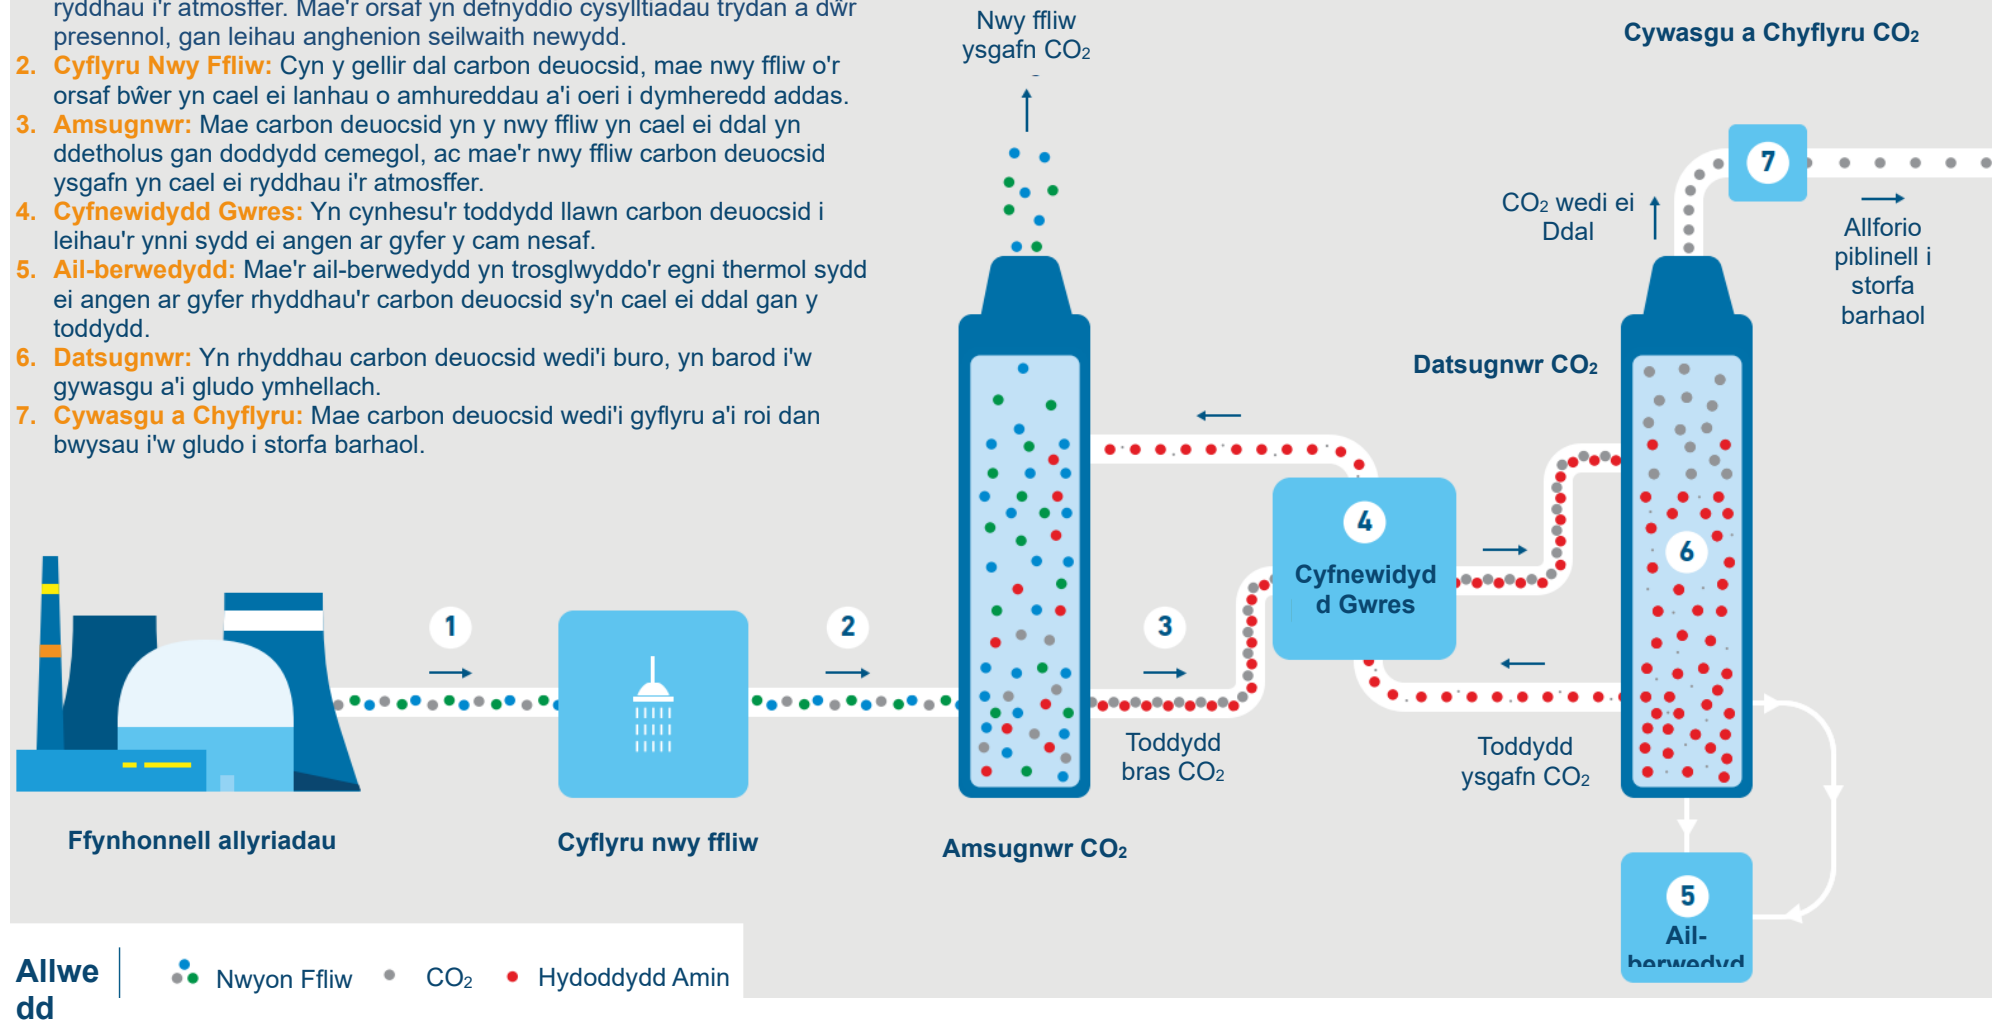 ryddhau i'r atmosffer. Mae'r orsaf yn defnyddio cysylltiadau trydan a dŵr
presennol, gan leihau anghenion seilwaith newydd.
2. Cyflyru Nwy Ffliw: Cyn y gellir dal carbon deuocsid, mae nwy ffliw o'r
orsaf bŵer yn cael ei lanhau o amhureddau a'i oeri i dymheredd addas.
3. Amsugnwr: Mae carbon deuocsid yn y nwy ffliw yn cael ei ddal yn
ddetholus gan doddydd cemegol, ac mae'r nwy ffliw carbon deuocsid
ysgafn yn cael ei ryddhau i'r atmosffer.
4. Cyfnewidydd Gwres: Yn cynhesu'r toddydd llawn carbon deuocsid i
leihau'r ynni sydd ei angen ar gyfer y cam nesaf.
5. Ail-berwedydd: Mae'r ail-berwedydd yn trosglwyddo'r egni thermol sydd
ei angen ar gyfer rhyddhau'r carbon deuocsid sy'n cael ei ddal gan y
toddydd.
6. Datsugnwr: Yn rhyddhau carbon deuocsid wedi'i buro, yn barod i'w
gywasgu a'i gludo ymhellach.
7. Cywasgu a Chyflyru: Mae carbon deuocsid wedi'i gyflyru a'i roi dan
bwysau i'w gludo i storfa barhaol.
Nwy ffliw
ysgafn CO₂
Cywasgu a Chyflyru CO₂
7
CO₂ wedi ei
Ddal
Allforio
piblinell i
storfa
barhaol
Datsugnwr CO₂
4
Cyfnewidyd
d Gwres
6
1
2
3
Toddydd
bras CO₂
Toddydd
ysgafn CO₂
Ffynhonnell allyriadau
Cyflyru nwy ffliw
Amsugnwr CO₂
5
Ail-
berwedyd
Allwe
dd
Nwyon Ffliw
CO₂
Hydoddydd Amin